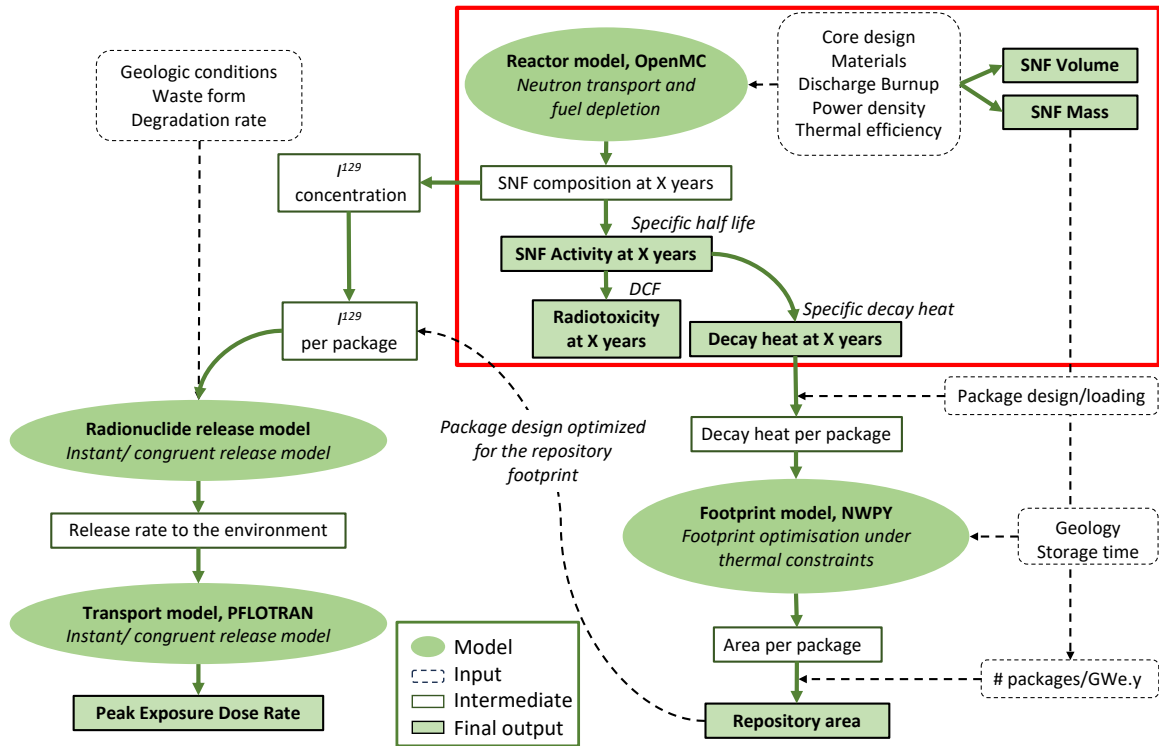 Geologic conditions
Waste form
Degradation rate
Reactor model, OpenMC
Neutron transport and
fuel depletion
Core design
Materials
Discharge Burnup
Power density
Thermal efficiency
SNF Volume
SNF Mass
I¹²⁹
concentration
SNF composition at X years
Specific half life
SNF Activity at X years
DCF
Specific decay heat
Radiotoxicity
at X years
Decay heat at X years
I¹²⁹
per package
Package design/loading
Radionuclide release model
Instant/ congruent release model
Package design optimized
for the repository
footprint
Decay heat per package
Release rate to the environment
Footprint model, NWPY
Footprint optimisation under
thermal constraints
Geology
Storage time
Transport model, PFLOTRAN
Instant/ congruent release model
Area per package
Model
Input
Intermediate
Final output
# packages/GWe.y
Peak Exposure Dose Rate
Repository area